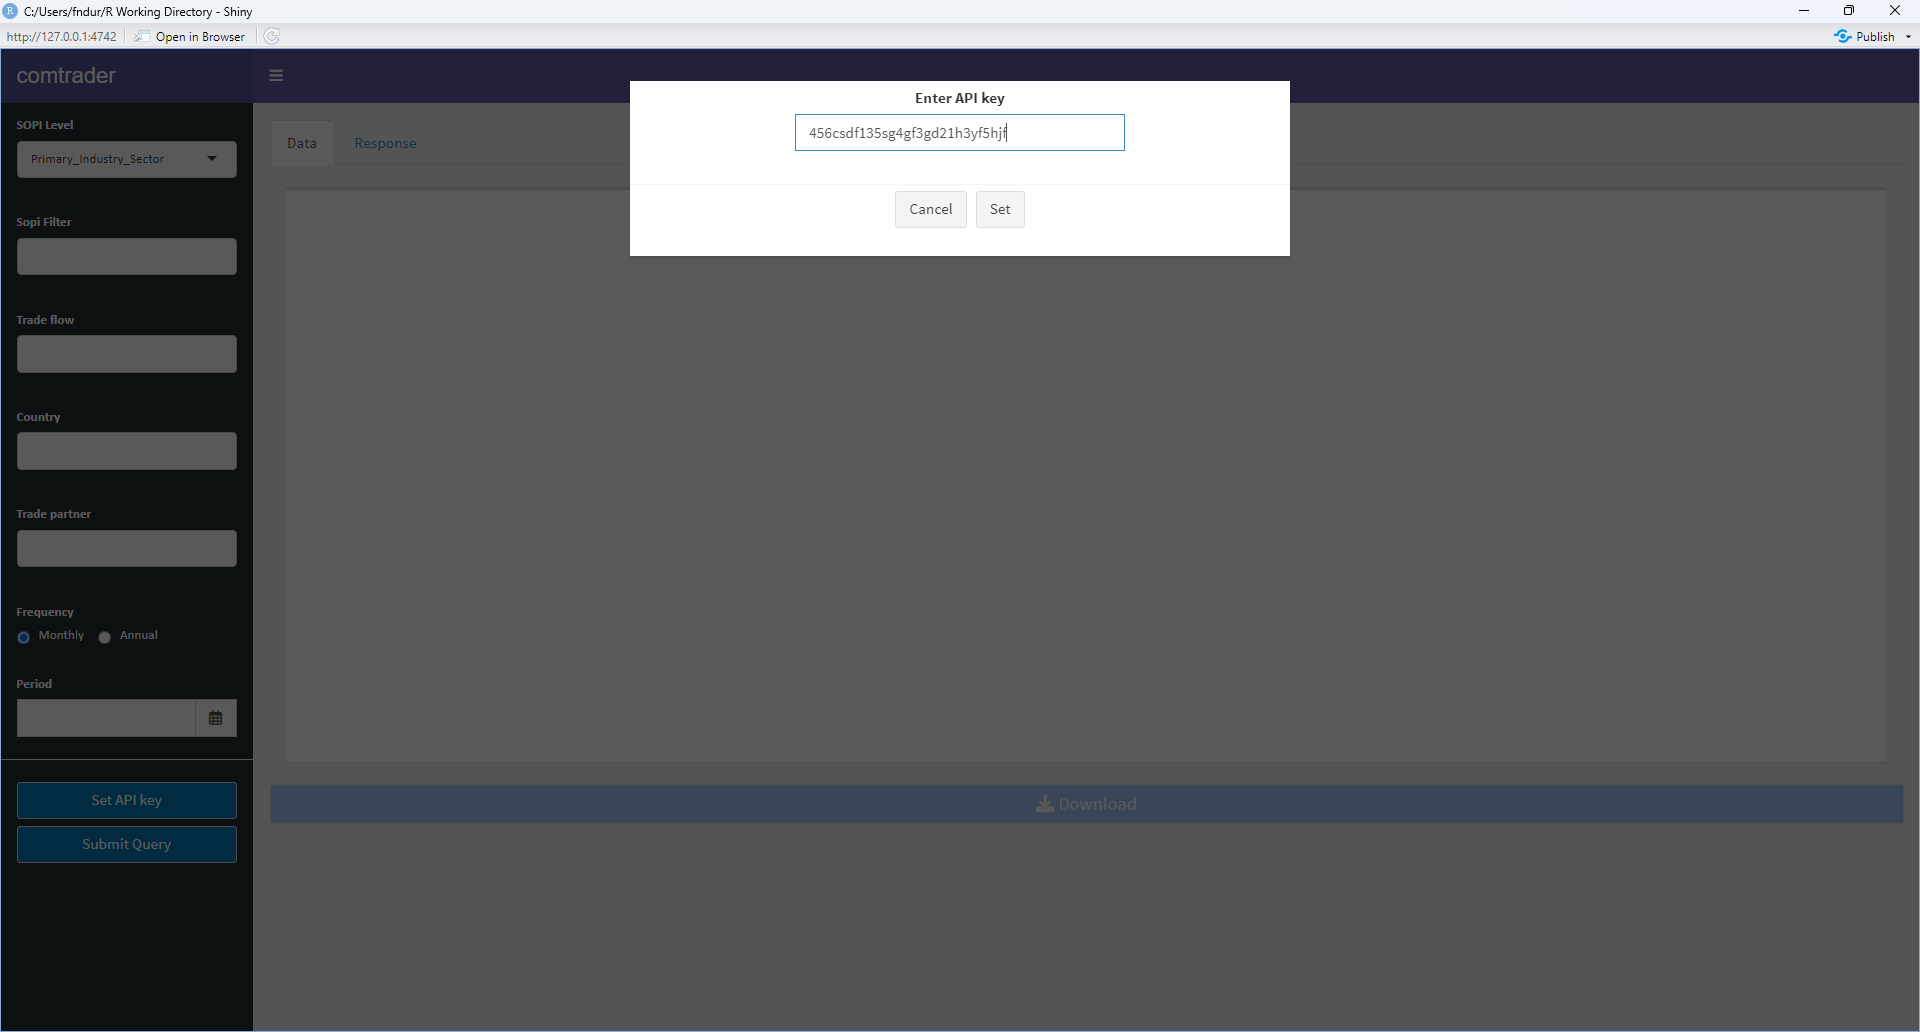 C:/Users/fndur/R Working Directory - Shiny
http://127.0.0.1:4742
Open in Browser
Publish
comtrader
Enter API key
456csdf135sg4gf3gd21h3yf5hjf
Cancel
Set
SOPI Level
Primary_Industry_Sector
Sopi Filter
Trade flow
Country
Trade partner
Frequency
Monthly
Annual
Period
Set API key
Submit Query
Data
Response
Download